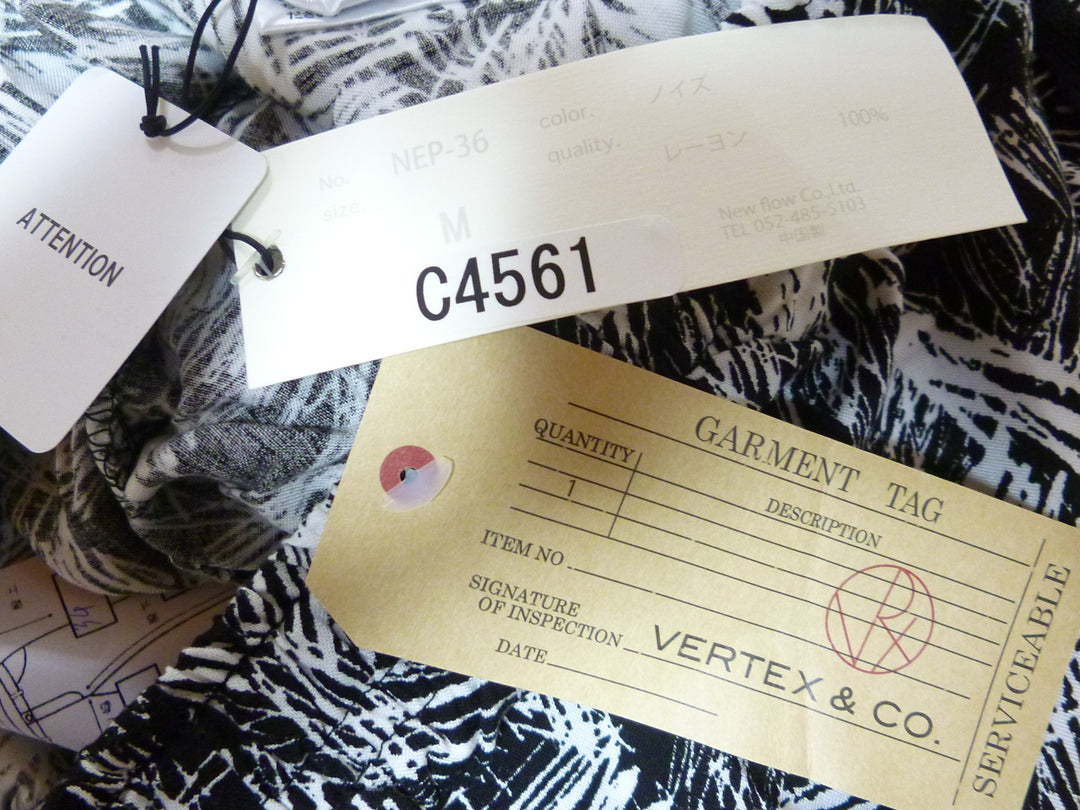 ATTENTION
No. NEP-36 color. ノイズ
size. M quality. レーヨン 100%
New flow Co.,Ltd.
TEL 052-485-5103
中国製
C4561
GARMENT TAG
QUANTITY DESCRIPTION
1
ITEM NO
SIGNATURE
OF INSPECTION VERTEX & CO.
DATE
SERVICEABLE